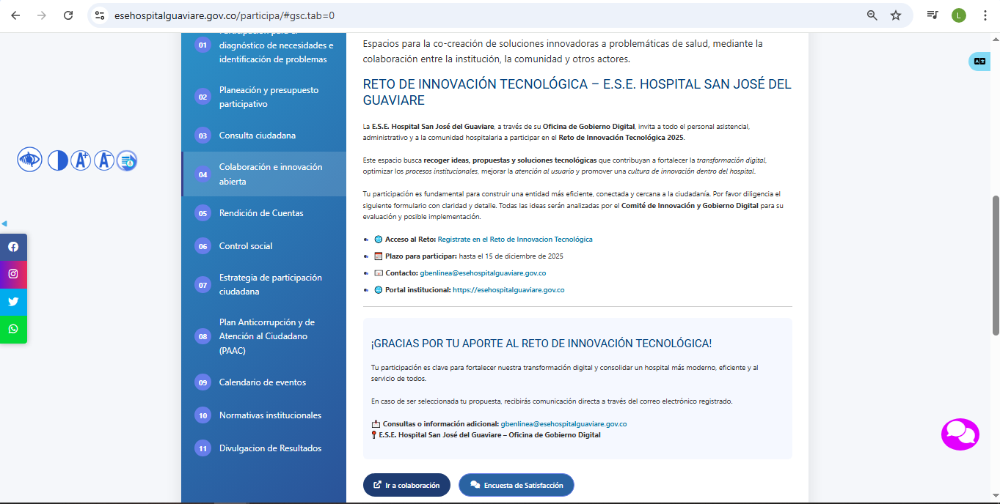 esehospitalguaviare.gov.co/participa/#gsc.tab=0
L
01
diagnóstico de necesidades e
identificación de problemas
02
Planeación y presupuesto
participativo
03
Consulta ciudadana
04
Colaboración e innovación
abierta
05
Rendición de Cuentas
06
Control social
07
Estrategia de participación
ciudadana
08
Plan Anticorrupción y de
Atención al Ciudadano
(PAAC)
09
Calendario de eventos
10
Normativas institucionales
11
Divulgacion de Resultados
A+
A-
Espacios para la co-creación de soluciones innovadoras a problemáticas de salud, mediante la
colaboración entre la institución, la comunidad y otros actores.
RETO DE INNOVACIÓN TECNOLÓGICA – E.S.E. HOSPITAL SAN JOSÉ DEL
GUAVIARE
La E.S.E. Hospital San José del Guaviare, a través de su Oficina de Gobierno Digital, invita a todo el personal asistencial,
administrativo y a la comunidad hospitalaria a participar en el Reto de Innovación Tecnológica 2025.
Este espacio busca recoger ideas, propuestas y soluciones tecnológicas que contribuyan a fortalecer la transformación digital,
optimizar los procesos institucionales, mejorar la atención al usuario y promover una cultura de innovación dentro del hospital.
Tu participación es fundamental para construir una entidad más eficiente, conectada y cercana a la ciudadanía. Por favor diligencia el
siguiente formulario con claridad y detalle. Todas las ideas serán analizadas por el Comité de Innovación y Gobierno Digital para su
evaluación y posible implementación.
Acceso al Reto: Regístrate en el Reto de Innovacion Tecnológica
Plazo para participar: hasta el 15 de diciembre de 2025
Contacto: gbenlinea@esehospitalguaviare.gov.co
Portal institucional: https://esehospitalguaviare.gov.co
¡GRACIAS POR TU APORTE AL RETO DE INNOVACIÓN TECNOLÓGICA!
Tu participación es clave para fortalecer nuestra transformación digital y consolidar un hospital más moderno, eficiente y al
servicio de todos.
En caso de ser seleccionada tu propuesta, recibirás comunicación directa a través del correo electrónico registrado.
Consultas o información adicional: gbenlinea@esehospitalguaviare.gov.co
E.S.E. Hospital San José del Guaviare – Oficina de Gobierno Digital
Ir a colaboración
Encuesta de Satisfacción